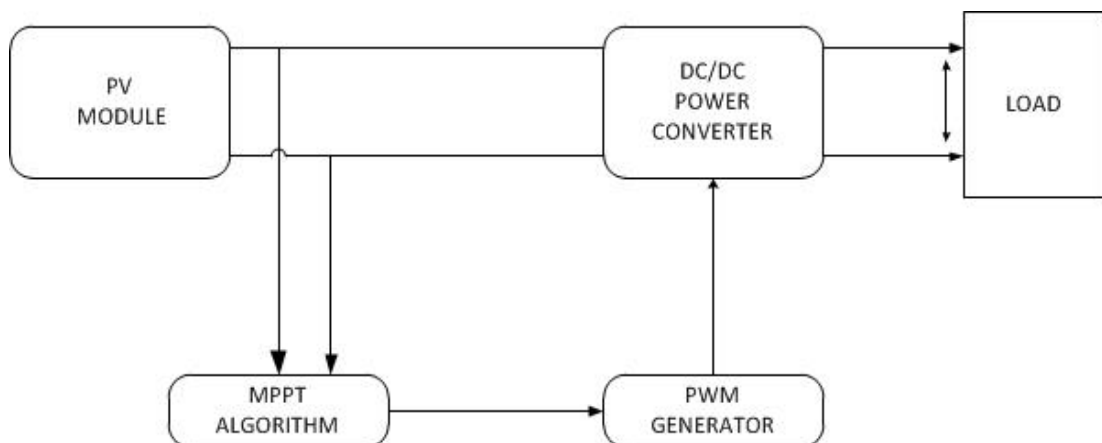 PV
MODULE
DC/DC
POWER
CONVERTER
LOAD
MPPT
ALGORITHM
PWM
GENERATOR